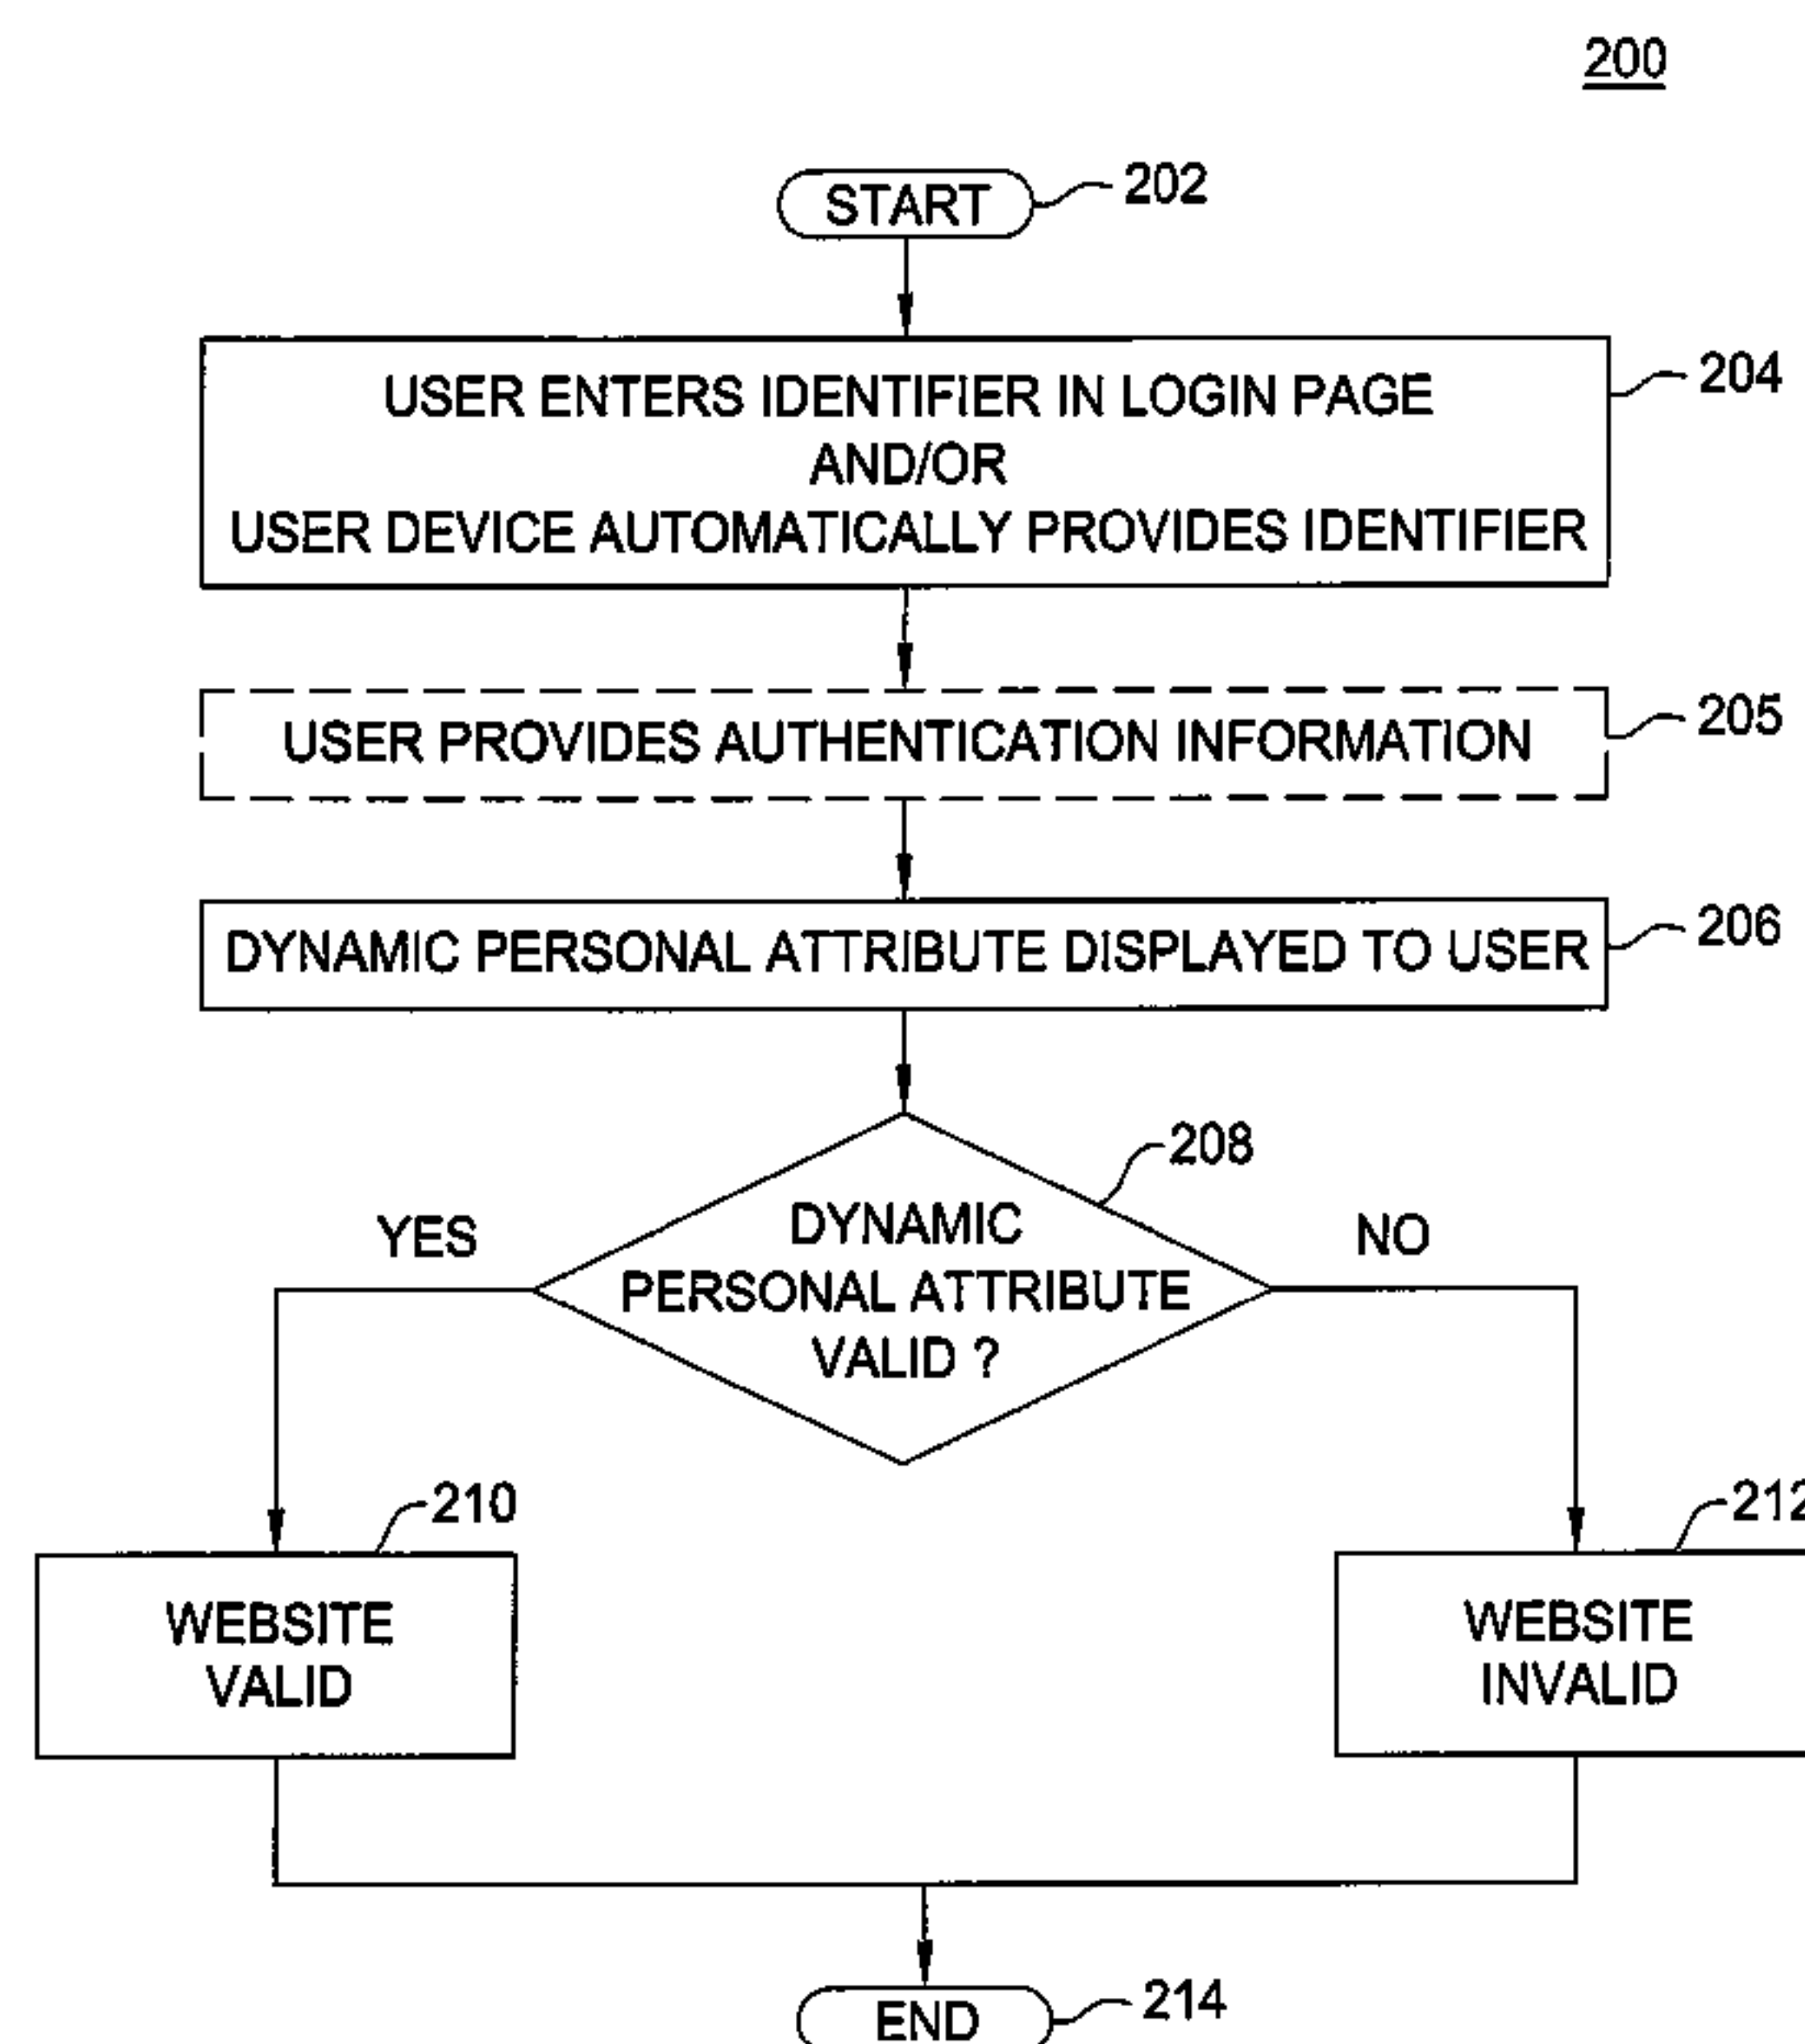 200
START
202
USER ENTERS IDENTIFIER IN LOGIN PAGE
AND/OR
USER DEVICE AUTOMATICALLY PROVIDES IDENTIFIER
204
USER PROVIDES AUTHENTICATION INFORMATION
205
DYNAMIC PERSONAL ATTRIBUTE DISPLAYED TO USER
206
208
YES
DYNAMIC
PERSONAL ATTRIBUTE
VALID ?
NO
210
WEBSITE
VALID
212
WEBSITE
INVALID
END
214